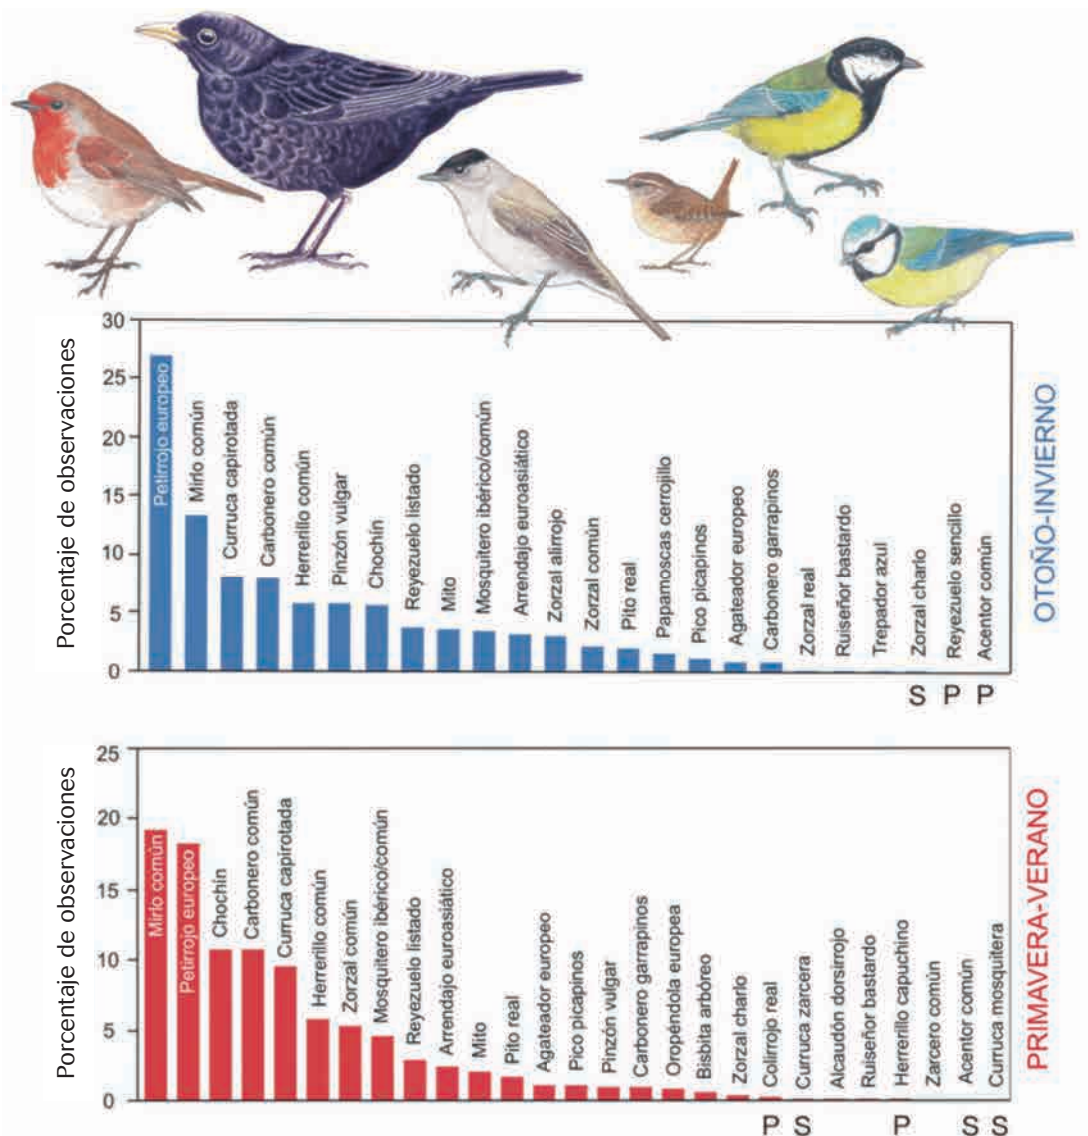 30
25
20
15
10
5
0
Porcentaje de observaciones
Petirrojo europeo
Mirlo común
Curruca capirotada
Carbonero común
Herrerillo común
Pinzón vulgar
Chochín
Reyezuelo listado
Mito
Mosquitero ibérico/común
Arrendajo euroasiático
Zorzal alirrojo
Zorzal común
Pito real
Papamoscas cerrojillo
Pico picapinos
Agateador europeo
Carbonero garrapinos
Zorzal real
Ruiseñor bastardo
Trepador azul
Zorzal charlo
Reyezuelo sencillo
Acentor común
S P P
OTOÑO-INVIERNO
25
20
15
10
5
0
Porcentaje de observaciones
Mirlo común
Petirrojo europeo
Chochín
Carbonero común
Curruca capirotada
Herrerillo común
Zorzal común
Mosquitero ibérico/común
Reyezuelo listado
Arrendajo euroasiático
Mito
Pito real
Agateador europeo
Pico picapinos
Pinzón vulgar
Carbonero garrapinos
Oropéndola europea
Bisbita arbóreo
Zorzal charlo
Colirrojo real
Curruca zarcera
Alcaudón dorsirrojo
Ruiseñor bastardo
Herrerillo capuchino
Zarcero común
Acentor común
Curruca mosquitera
P S P S S
PRIMAVERA-VERANO